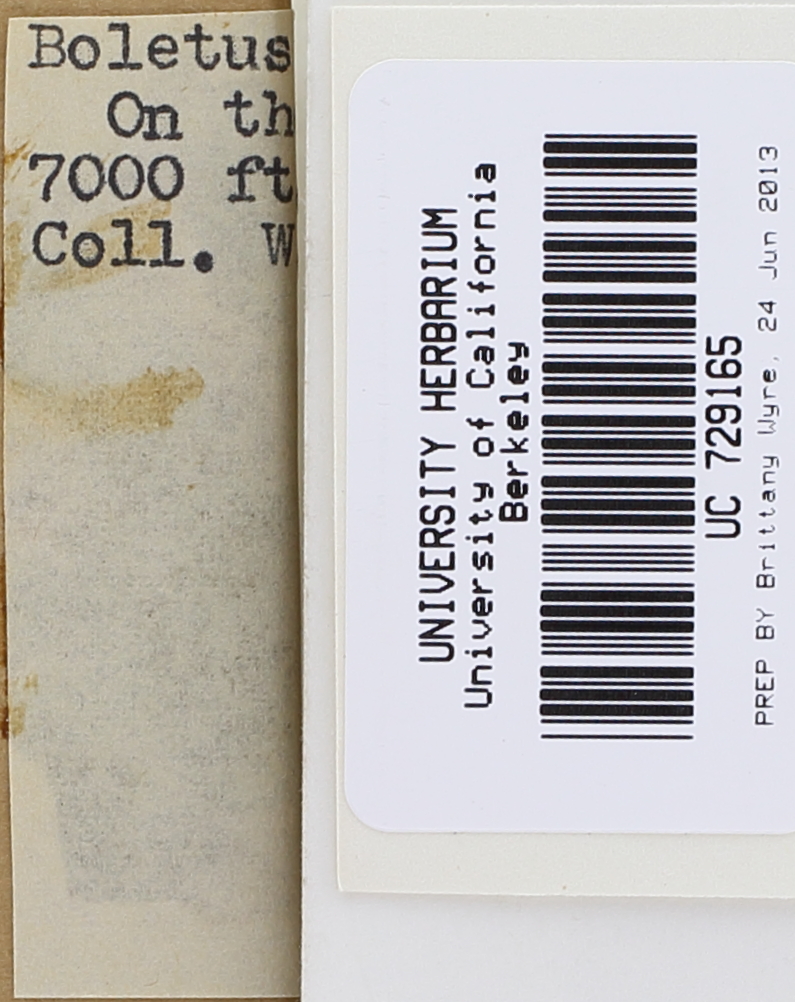 Boletus
On th
7000 ft
Coll. W
UNIVERSITY HERBARIUM
University of California
Berkeley
UC 729165
PREP BY Brittany Wyre, 24 Jun 2013